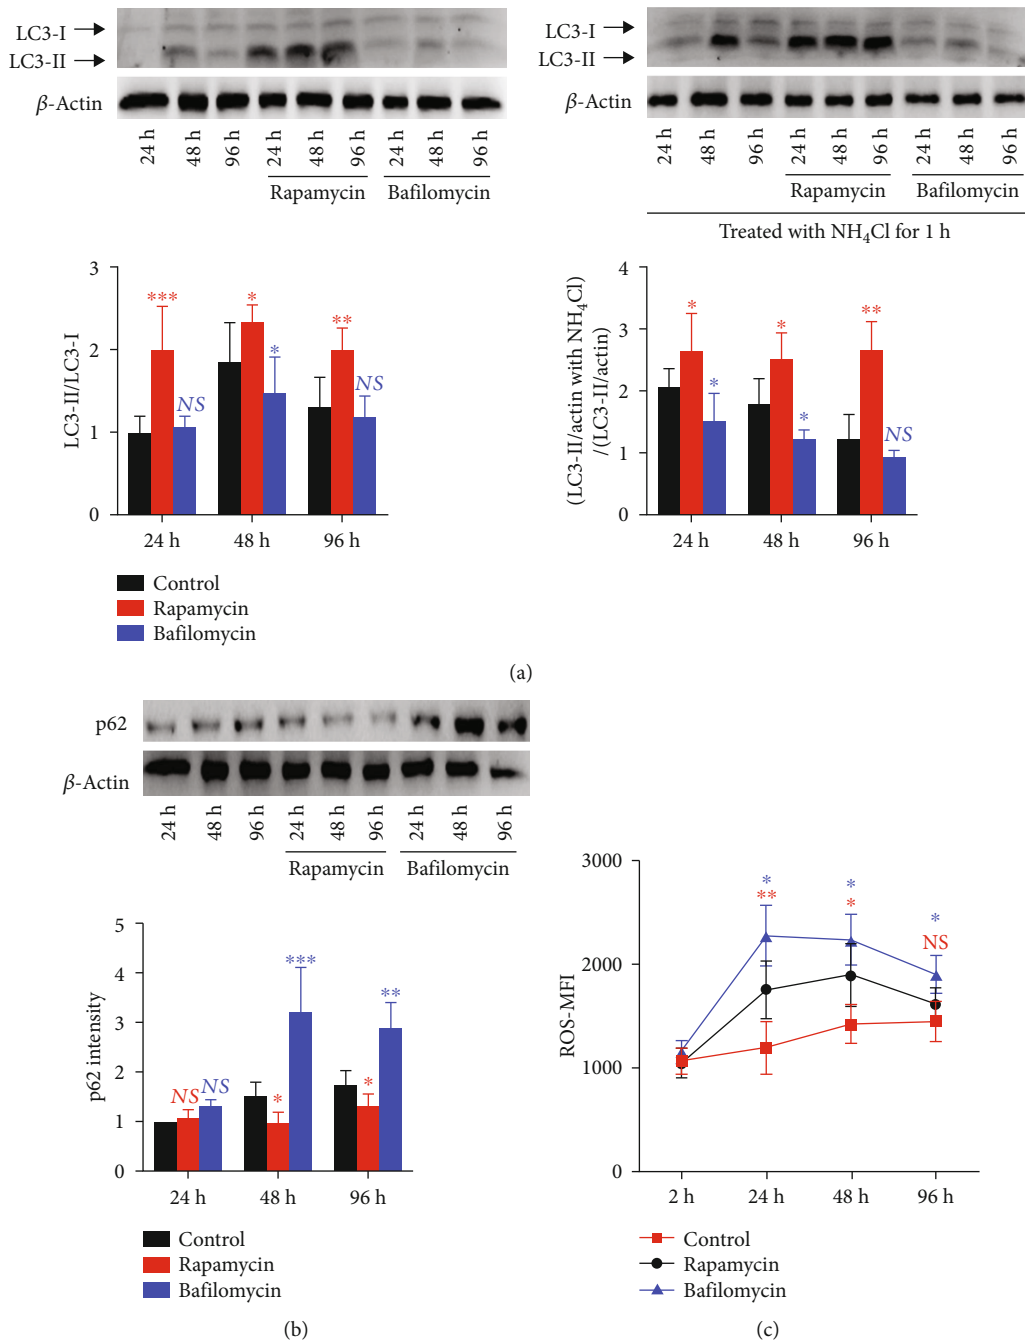 LC3-I
LC3-II
β-Actin
24 h 48 h 96 h 24 h 48 h 96 h 24 h 48 h 96 h
Rapamycin Bafilomycin
LC3-I
LC3-II
β-Actin
24 h 48 h 96 h 24 h 48 h 96 h 24 h 48 h 96 h
Rapamycin Bafilomycin
Treated with NH₄Cl for 1 h
LC3-II/LC3-I
3
2
1
0
*** NS * * ** NS
24 h 48 h 96 h
Control
Rapamycin
Bafilomycin
(LC3-II/actin with NH₄Cl)
/(LC3-II/actin)
4
3
2
1
0
* * * * ** NS
24 h 48 h 96 h
(a)
p62
β-Actin
24 h 48 h 96 h 24 h 48 h 96 h 24 h 48 h 96 h
Rapamycin Bafilomycin
p62 intensity
5
4
3
2
1
0
NS NS * *** * **
24 h 48 h 96 h
Control
Rapamycin
Bafilomycin
(b)
ROS-MFI
3000
2000
1000
0
* * *
** * NS
2 h 24 h 48 h 96 h
Control
Rapamycin
Bafilomycin
(c)